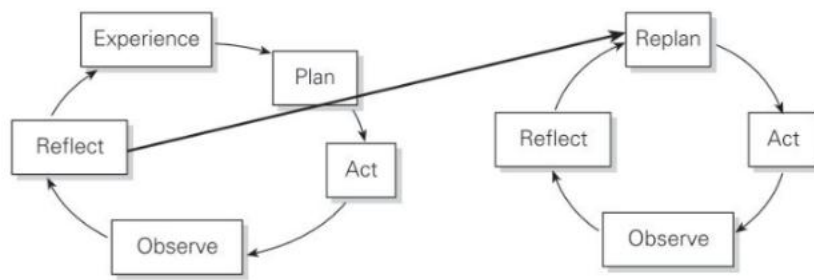 Experience
Plan
Act
Observe
Reflect
Replan
Act
Observe
Reflect